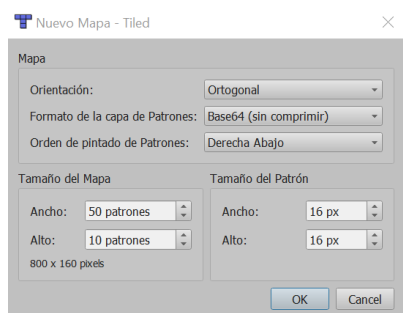 Nuevo Mapa - Tiled
Mapa
Orientación: Ortogonal
Formato de la capa de Patrones: Base64 (sin comprimir)
Orden de pintado de Patrones: Derecha Abajo
Tamaño del Mapa Tamaño del Patrón
Ancho: 50 patrones Ancho: 16 px
Alto: 10 patrones Alto: 16 px
800 x 160 pixels
OK Cancel